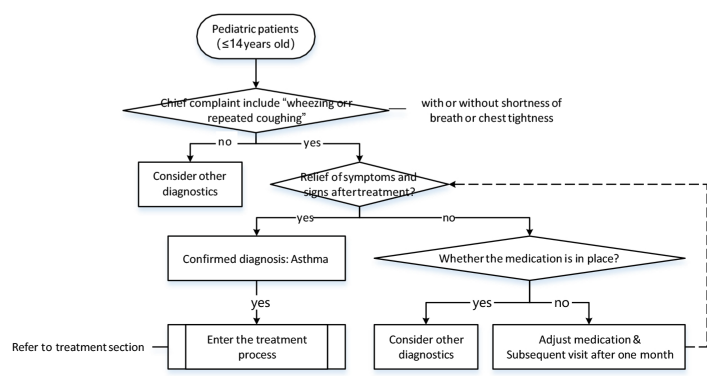 Pediatric patients
(≤14years old)
Chief complaint include “wheezing orr
repeated coughing”
with or without shortness of
breath or chest tightness
no
yes
Consider other
diagnostics
Relief of symptoms and
signs aftertreatment?
yes
no
Confirmed diagnosis: Asthma
Whether the medication is in place?
yes
yes
no
Refer to treatment section
Enter the treatment
process
Consider other
diagnostics
Adjust medication &
Subsequent visit after one month